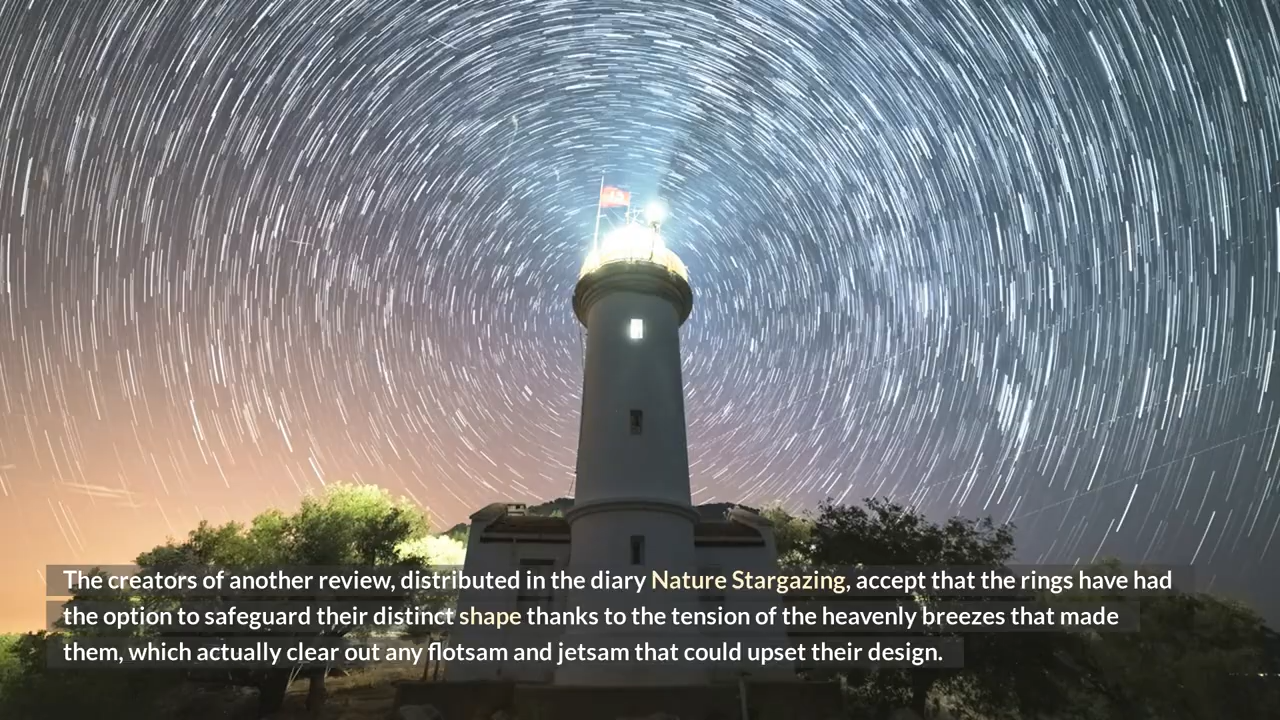 The creators of another review, distributed in the diary Nature Stargazing, accept that the rings have had
the option to safeguard their distinct shape thanks to the tension of the heavenly breezes that made
them, which actually clear out any flotsam and jetsam that could upset their design.